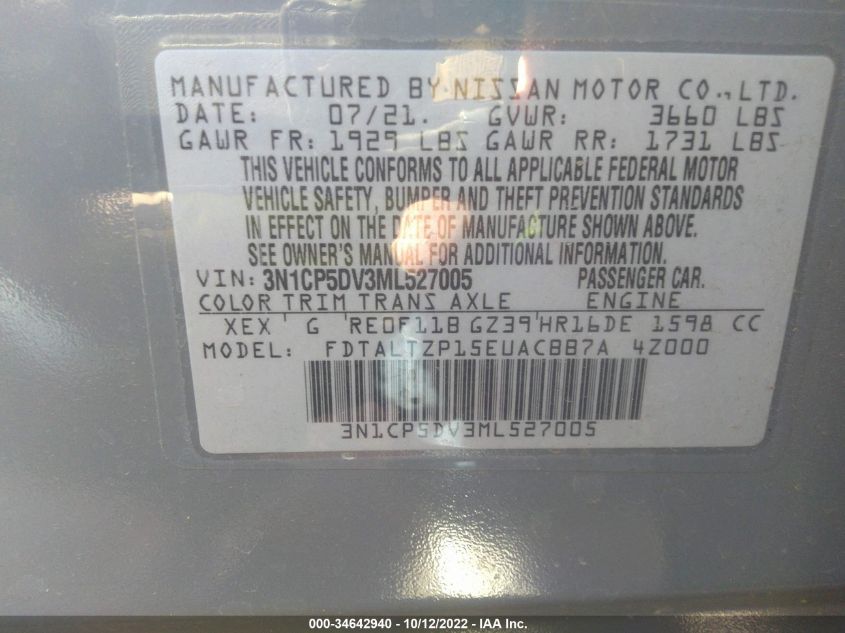 MANUFACTURED BY NISSAN MOTOR CO., LTD.
DATE: 07/21. GVWR: 3660 LBS
GAWR FR: 1929 LBS GAWR RR: 1731 LBS
THIS VEHICLE CONFORMS TO ALL APPLICABLE FEDERAL MOTOR
VEHICLE SAFETY, BUMPER AND THEFT PREVENTION STANDARDS
IN EFFECT ON THE DATE OF MANUFACTURE SHOWN ABOVE.
SEE OWNER'S MANUAL FOR ADDITIONAL INFORMATION.
VIN: 3N1CP5DV3ML527005 PASSENGER CAR.
COLOR TRIM TRANS AXLE ENGINE
XEX G RE0F11B GZ39 HR16DE 1598 CC
MODEL: FDTALTZP15EUACBB7A 4Z000
3N1CP5DV3ML527005
000-34642940 - 10/12/2022 - IAA Inc.